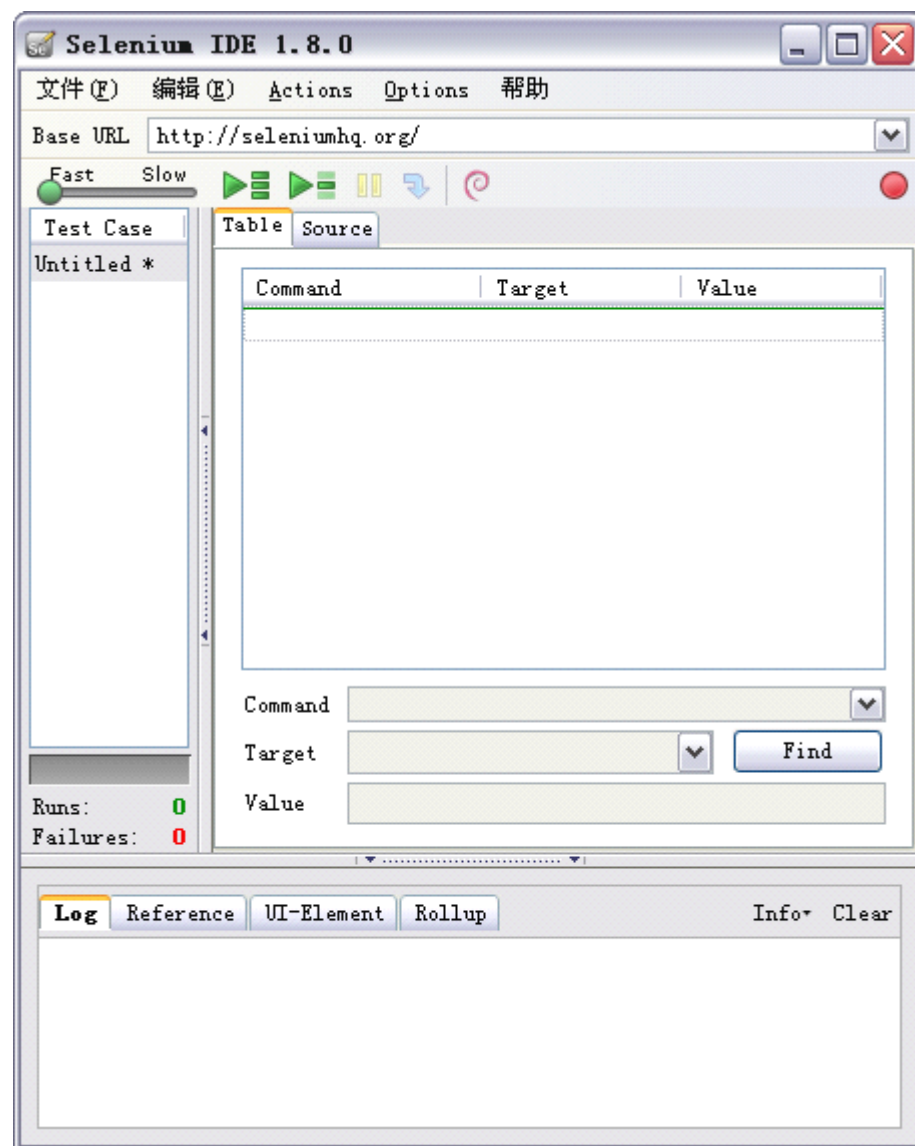 Selenium IDE 1.8.0
文件(F) 编辑(E) Actions Options 帮助
Base URL http://seleniumhq.org/
Fast Slow
Test Case
Untitled *
Table Source
Command Target Value
Command
Target Find
Value
Runs: 0
Failures: 0
Log Reference UI-Element Rollup Info Clear